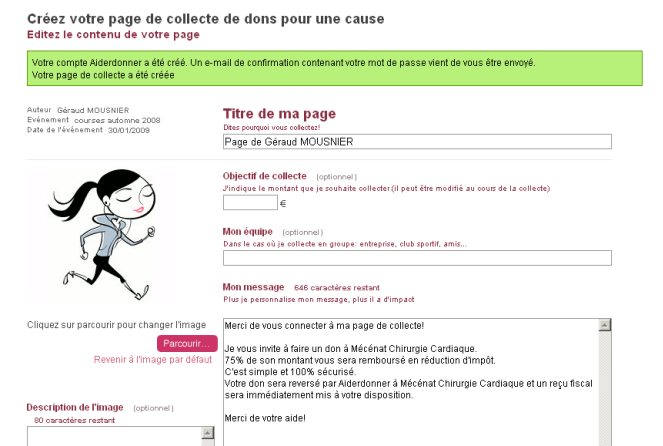 Créez votre page de collecte de dons pour une cause
Editez le contenu de votre page
Votre compte Aiderdonner a été créé. Un e-mail de confirmation contenant votre mot de passe vient de vous être envoyé.
Votre page de collecte a été créée
Auteur Géraud MOUSNIER
Evénement courses automne 2008
Date de l'événement 30/01/2009
Titre de ma page
Dites pourquoi vous collectez!
Page de Géraud MOUSNIER
Objectif de collecte (optionnel)
J'indique le montant que je souhaite collecter (il peut être modifié au cours de la collecte)
€
Mon équipe (optionnel)
Dans le cas où je collecte en groupe: entreprise, club sportif, amis...
Mon message 646 caractères restant
Plus je personnalise mon message, plus il a d'impact
Cliquez sur parcourir pour changer l'image
Parcourir...
Revenir à l'image par défaut
Merci de vous connecter à ma page de collecte!
Je vous invite à faire un don à Mécénat Chirurgie Cardiaque.
75% de son montant vous sera remboursé en réduction d'impôt.
C'est simple et 100% sécurisé.
Votre don sera reversé par Aiderdonner à Mécénat Chirurgie Cardiaque et un reçu fiscal
sera immédiatement mis à votre disposition.
Merci de votre aide!
Description de l'image (optionnel)
80 caractères restant